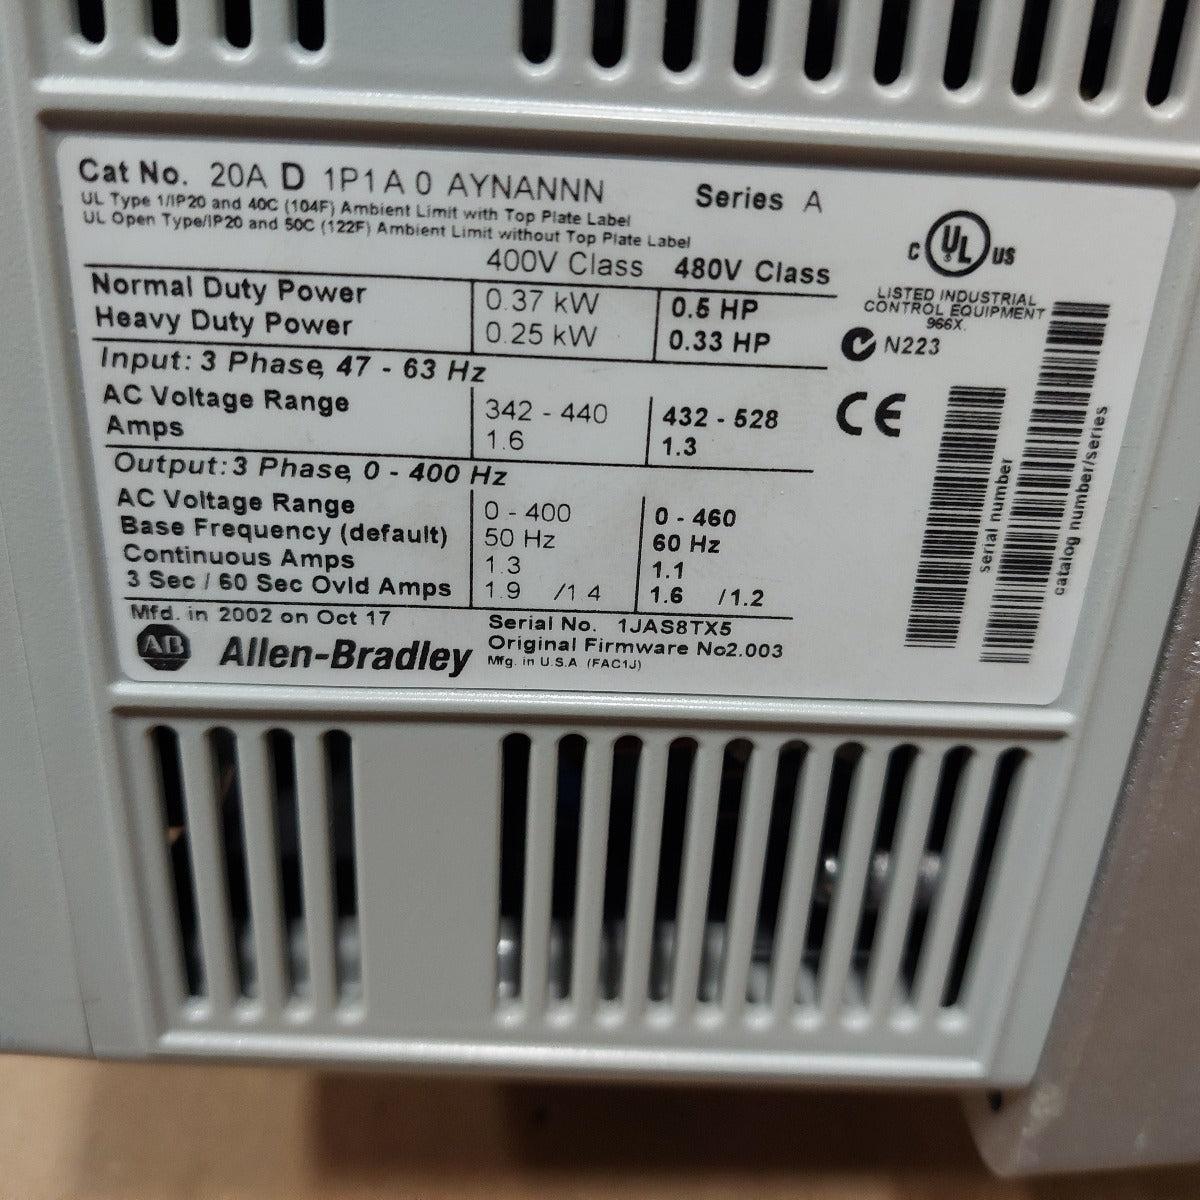 Cat No. 20A D 1P1A0 AYNANNN Series A
UL Type 1/IP20 and 40C (104F) Ambient Limit with Top Plate Label
UL Open Type/IP20 and 50C (122F) Ambient Limit without Top Plate Label
400V Class 480V Class
Normal Duty Power 0.37 kW 0.5 HP
Heavy Duty Power 0.25 kW 0.33 HP
Input: 3 Phase, 47 - 63 Hz
AC Voltage Range 342 - 440 432 - 528
Amps 1.6 1.3
Output: 3 Phase, 0 - 400 Hz
AC Voltage Range 0 - 400 0 - 460
Base Frequency (default) 50 Hz 60 Hz
Continuous Amps 1.3 1.1
3 Sec / 60 Sec Ovld Amps 1.9 /1.4 1.6 /1.2
Mfd. in 2002 on Oct 17
Serial No. 1JAS8TX5
Original Firmware No2.003
Mfg. in U.S.A (FAC1J)
AB Allen-Bradley
C UL US
LISTED INDUSTRIAL
CONTROL EQUIPMENT
966X
N223
CE
serial number
catalog number/series